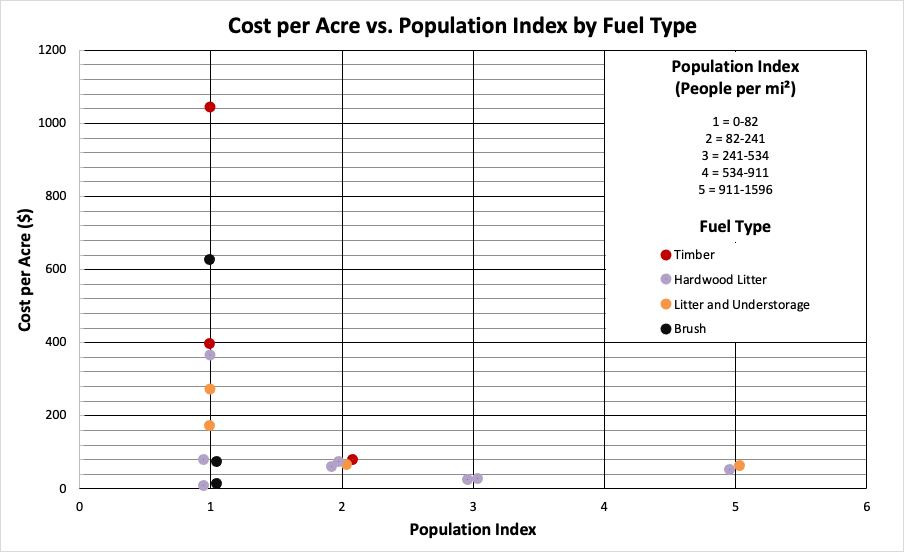 Cost per Acre vs. Population Index by Fuel Type
1200
1000
800
600
400
200
0
Cost per Acre ($)
Population Index
(People per mi²)
1 = 0-82
2 = 82-241
3 = 241-534
4 = 534-911
5 = 911-1596
Fuel Type
Timber
Hardwood Litter
Litter and Understorage
Brush
0 1 2 3 4 5 6
Population Index